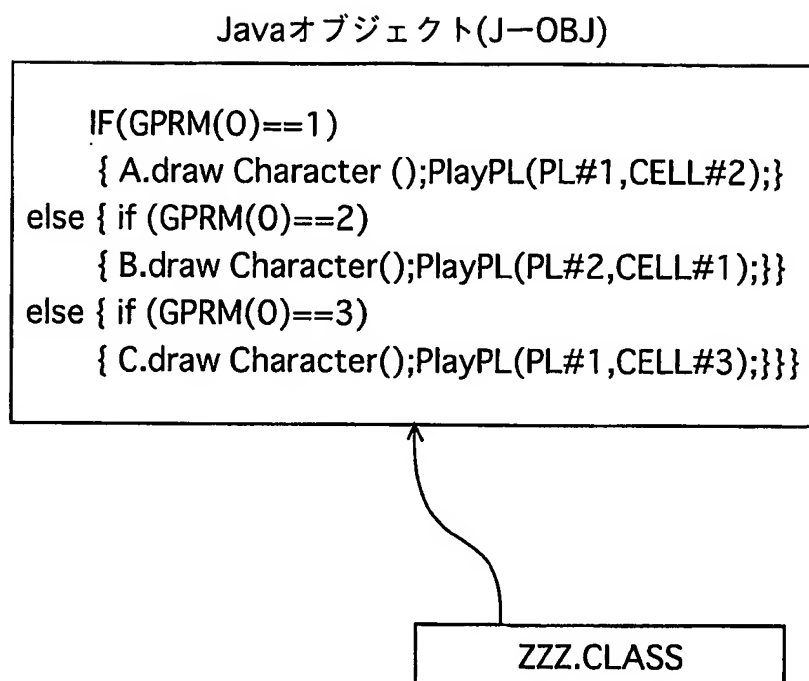 Javaオブジェクト(J－OBJ)
IF(GPRM(0)==1)
{ A.draw Character ();PlayPL(PL#1,CELL#2);}
else { if (GPRM(0)==2)
{ B.draw Character();PlayPL(PL#2,CELL#1);}}
else { if (GPRM(0)==3)
{ C.draw Character();PlayPL(PL#1,CELL#3);}}}
ZZZ.CLASS